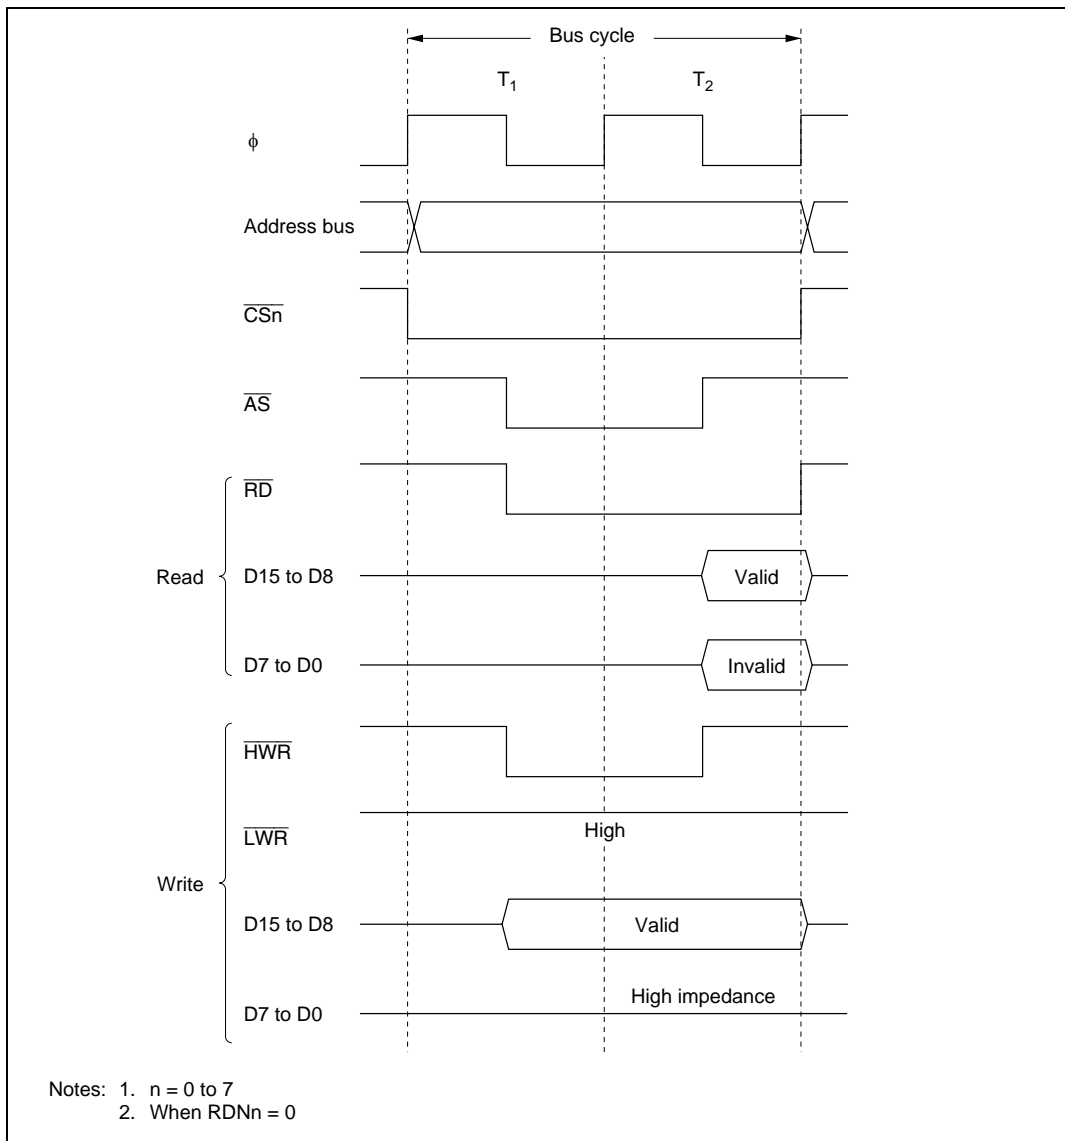 Bus cycle
T1 T2
ϕ
Address bus
CSn
AS
RD
Read
D15 to D8
Valid
D7 to D0
Invalid
HWR
LWR
High
Write
D15 to D8
Valid
D7 to D0
High impedance
Notes: 1. n = 0 to 7
2. When RDNn = 0